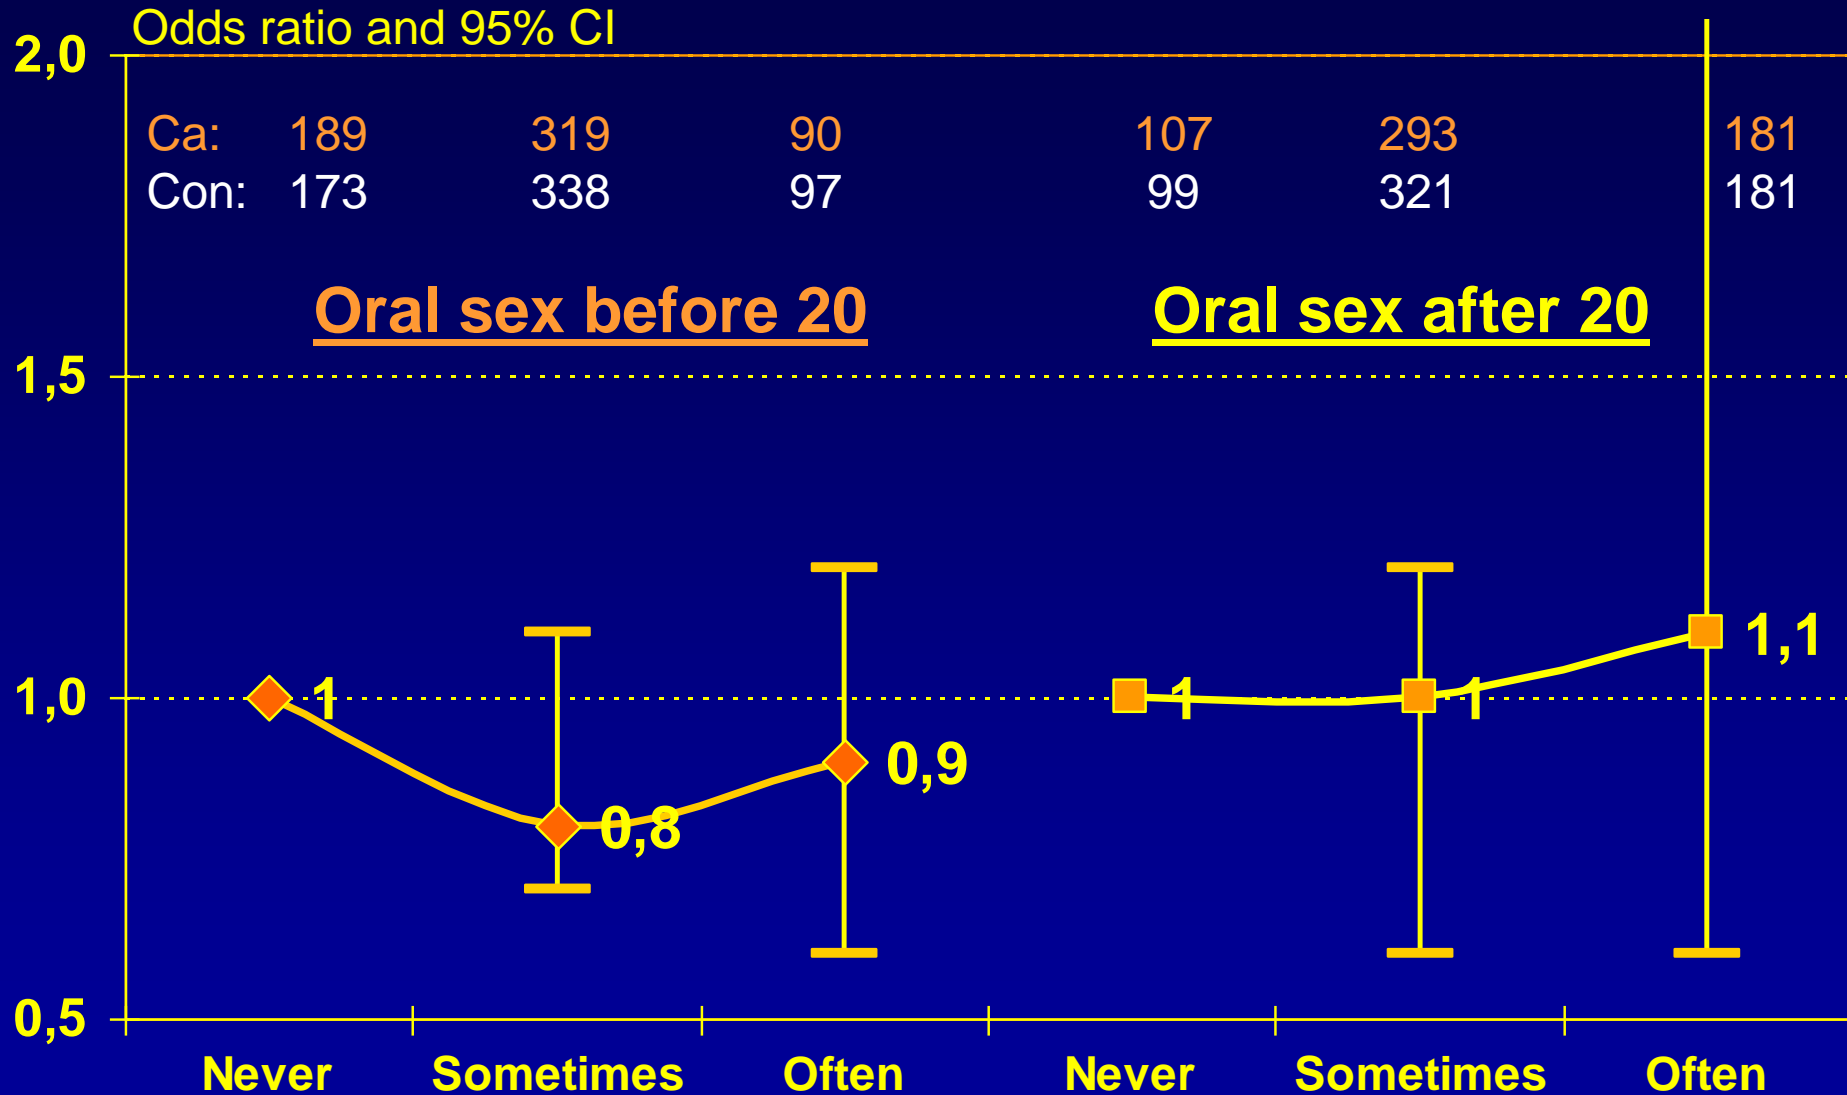 Odds ratio and 95% CI
2,0
Ca: 189 319 90 107 293 181
Con: 173 338 97 99 321 181
Oral sex before 20 Oral sex after 20
1,5
1,1
1,0 1 1 1
0,9
0,8
0,5
Never Sometimes Often Never Sometimes Often